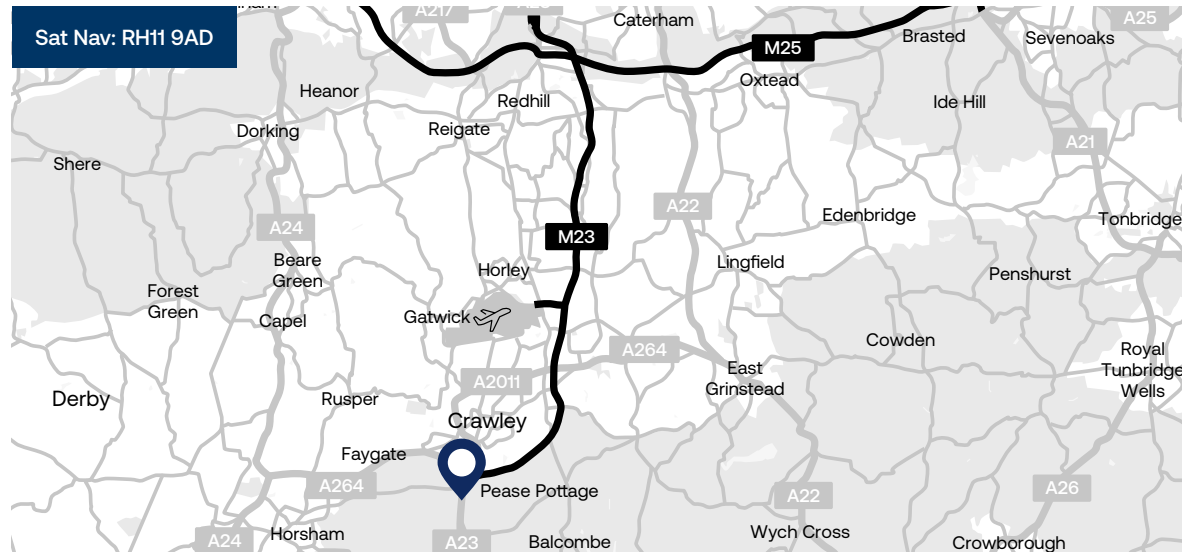 Sat Nav: RH11 9AD
A217
Caterham
A25
Brasted
Sevenoaks
M25
Oxtead
Heanor
Redhill
Ide Hill
Dorking
Reigate
A21
Shere
A22
Edenbridge
Tonbridge
A24
M23
Beare
Green
Horley
Lingfield
Penshurst
Forest
Green
Capel
Gatwick
Cowden
A264
Royal
Tunbridge
Wells
East
Grinstead
A2011
Derby
Rusper
Crawley
Faygate
A264
Pease Pottage
A22
A26
Horsham
Wych Cross
A24
A23
Balcombe
Crowborough